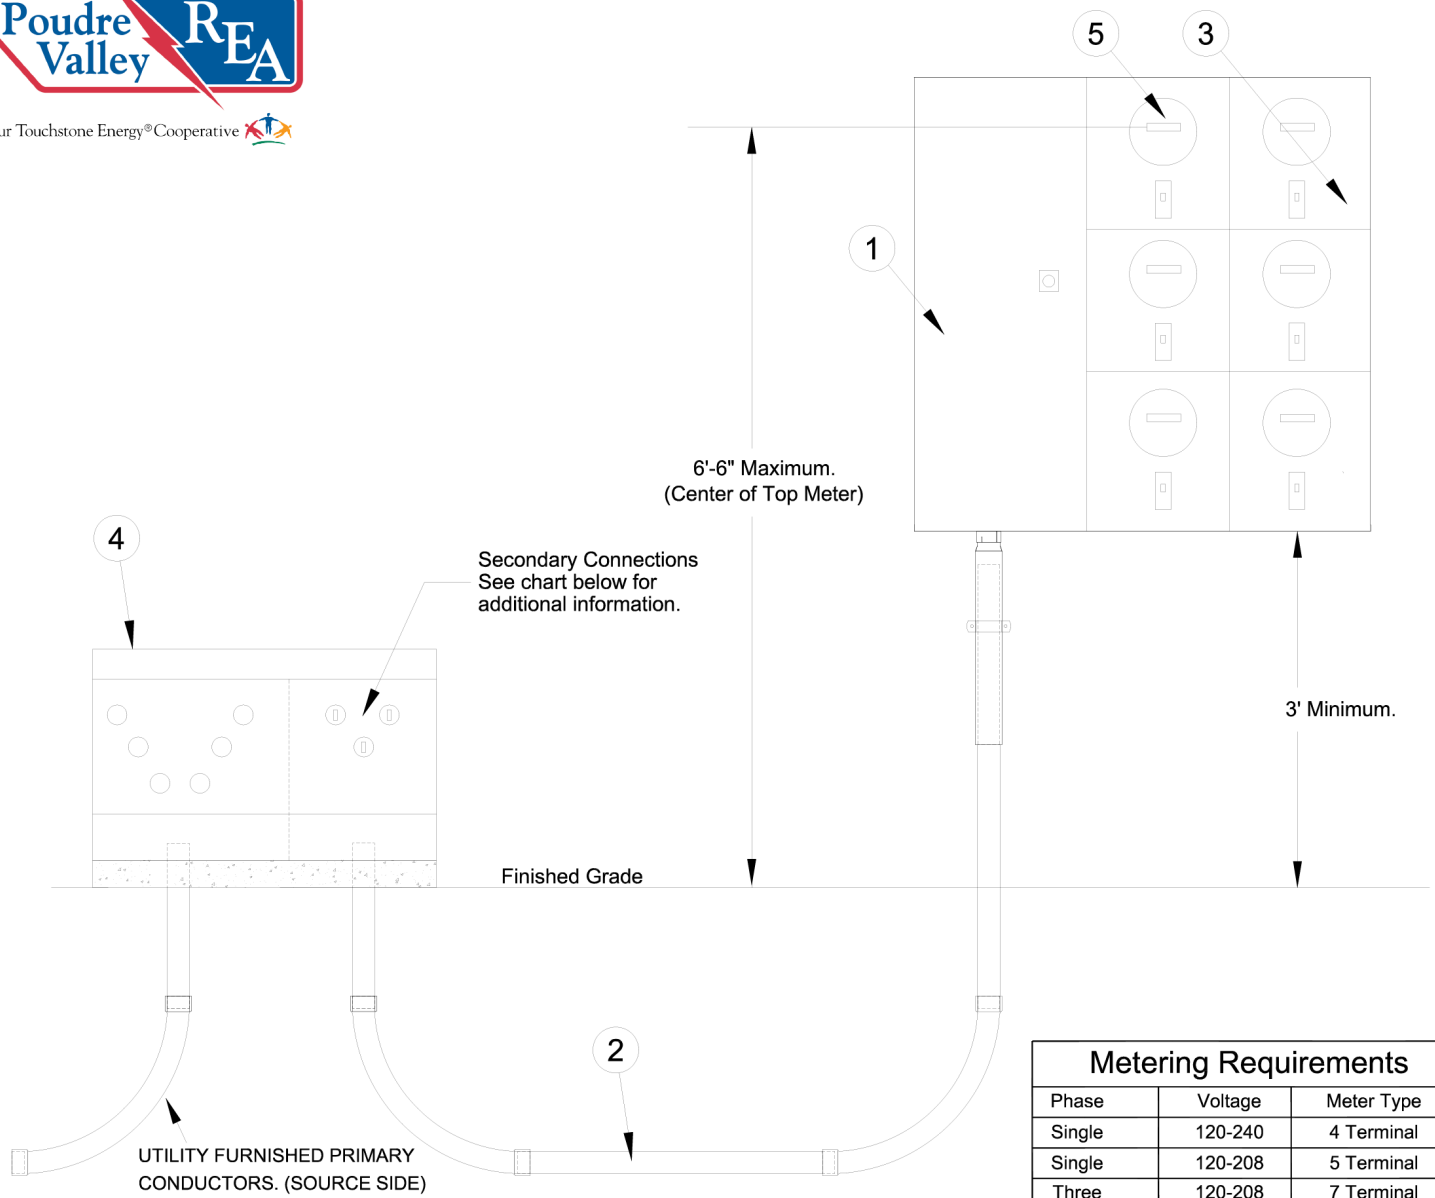 Poudre
Valley
REA
ur Touchstone Energy® Cooperative
5
3
1
6'-6" Maximum.
(Center of Top Meter)
4
Secondary Connections
See chart below for
additional information.
3' Minimum.
Finished Grade
2
UTILITY FURNISHED PRIMARY
CONDUCTORS. (SOURCE SIDE)
Metering Requirements
Phase Voltage Meter Type
Single 120-240 4 Terminal
Single 120-208 5 Terminal
Three 120-208 7 Terminal